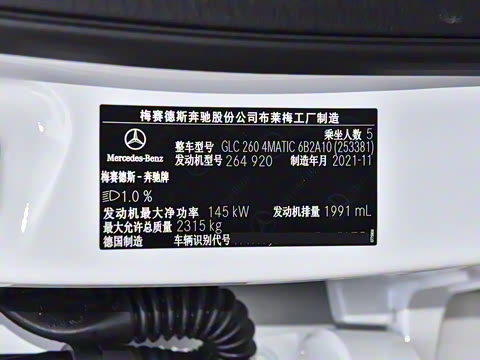 梅赛德斯奔驰股份公司布莱梅工厂制造
乘坐人数 5
整车型号 GLC 260 4MATIC 6B2A10 (253381)
Mercedes-Benz 发动机型号 264 920 制造年月 2021-11
梅赛德斯－奔驰牌
1.0 %
发动机最大净功率 145 kW 发动机排量 1991 mL
最大允许总质量 2315 kg
德国制造 车辆识别代号